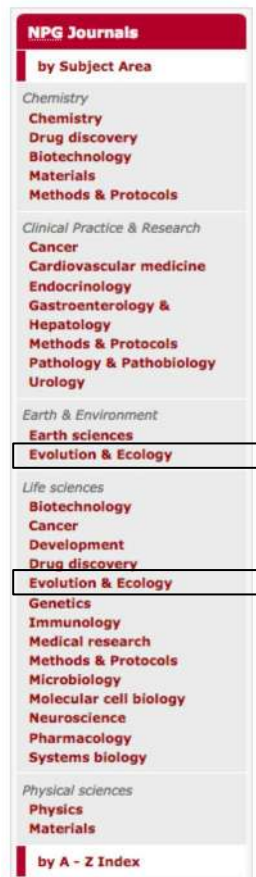 NPG Journals
by Subject Area
Chemistry
Chemistry
Drug discovery
Biotechnology
Materials
Methods & Protocols
Clinical Practice & Research
Cancer
Cardiovascular medicine
Endocrinology
Gastroenterology &
Hepatology
Methods & Protocols
Pathology & Pathobiology
Urology
Earth & Environment
Earth sciences
Evolution & Ecology
Life sciences
Biotechnology
Cancer
Development
Drug discovery
Evolution & Ecology
Genetics
Immunology
Medical research
Methods & Protocols
Microbiology
Molecular cell biology
Neuroscience
Pharmacology
Systems biology
Physical sciences
Physics
Materials
by A - Z Index